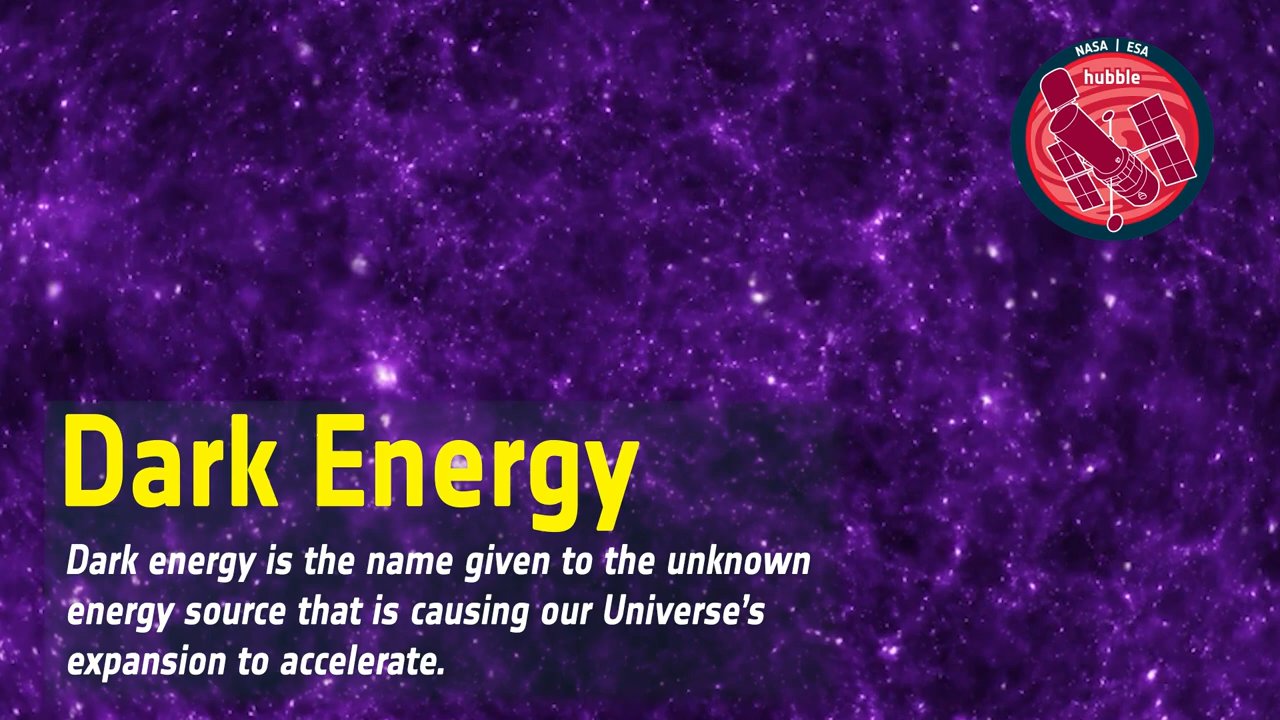 NASA | ESA
hubble
Dark Energy
Dark energy is the name given to the unknown
energy source that is causing our Universe’s
expansion to accelerate.